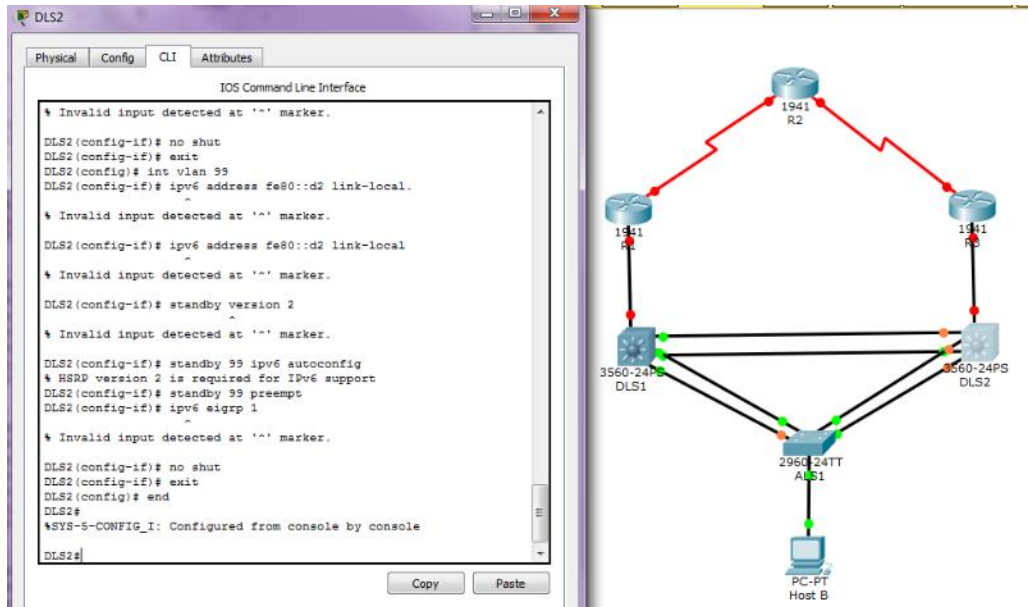 DLS2
Physical Config CLI Attributes
IOS Command Line Interface
% Invalid input detected at '^' marker.
DLS2(config-if)# no shut
DLS2(config-if)# exit
DLS2(config)# int vlan 99
DLS2(config-if)# ipv6 address fe80::d2 link-local.
^
% Invalid input detected at '^' marker.
DLS2(config-if)# ipv6 address fe80::d2 link-local
^
% Invalid input detected at '^' marker.
DLS2(config-if)# standby version 2
^
% Invalid input detected at '^' marker.
DLS2(config-if)# standby 99 ipv6 autoconfig
% HSRP version 2 is required for IPv6 support
DLS2(config-if)# standby 99 preempt
DLS2(config-if)# ipv6 eigrp 1
^
% Invalid input detected at '^' marker.
DLS2(config-if)# no shut
DLS2(config-if)# exit
DLS2(config)# end
DLS2#
%SYS-5-CONFIG_I: Configured from console by console
DLS2#
Copy Paste
1941
R2
1941
R1
1941
R3
3560-24PS
DLS1
3560-24PS
DLS2
2960-24TT
ALS1
PC-PT
Host B